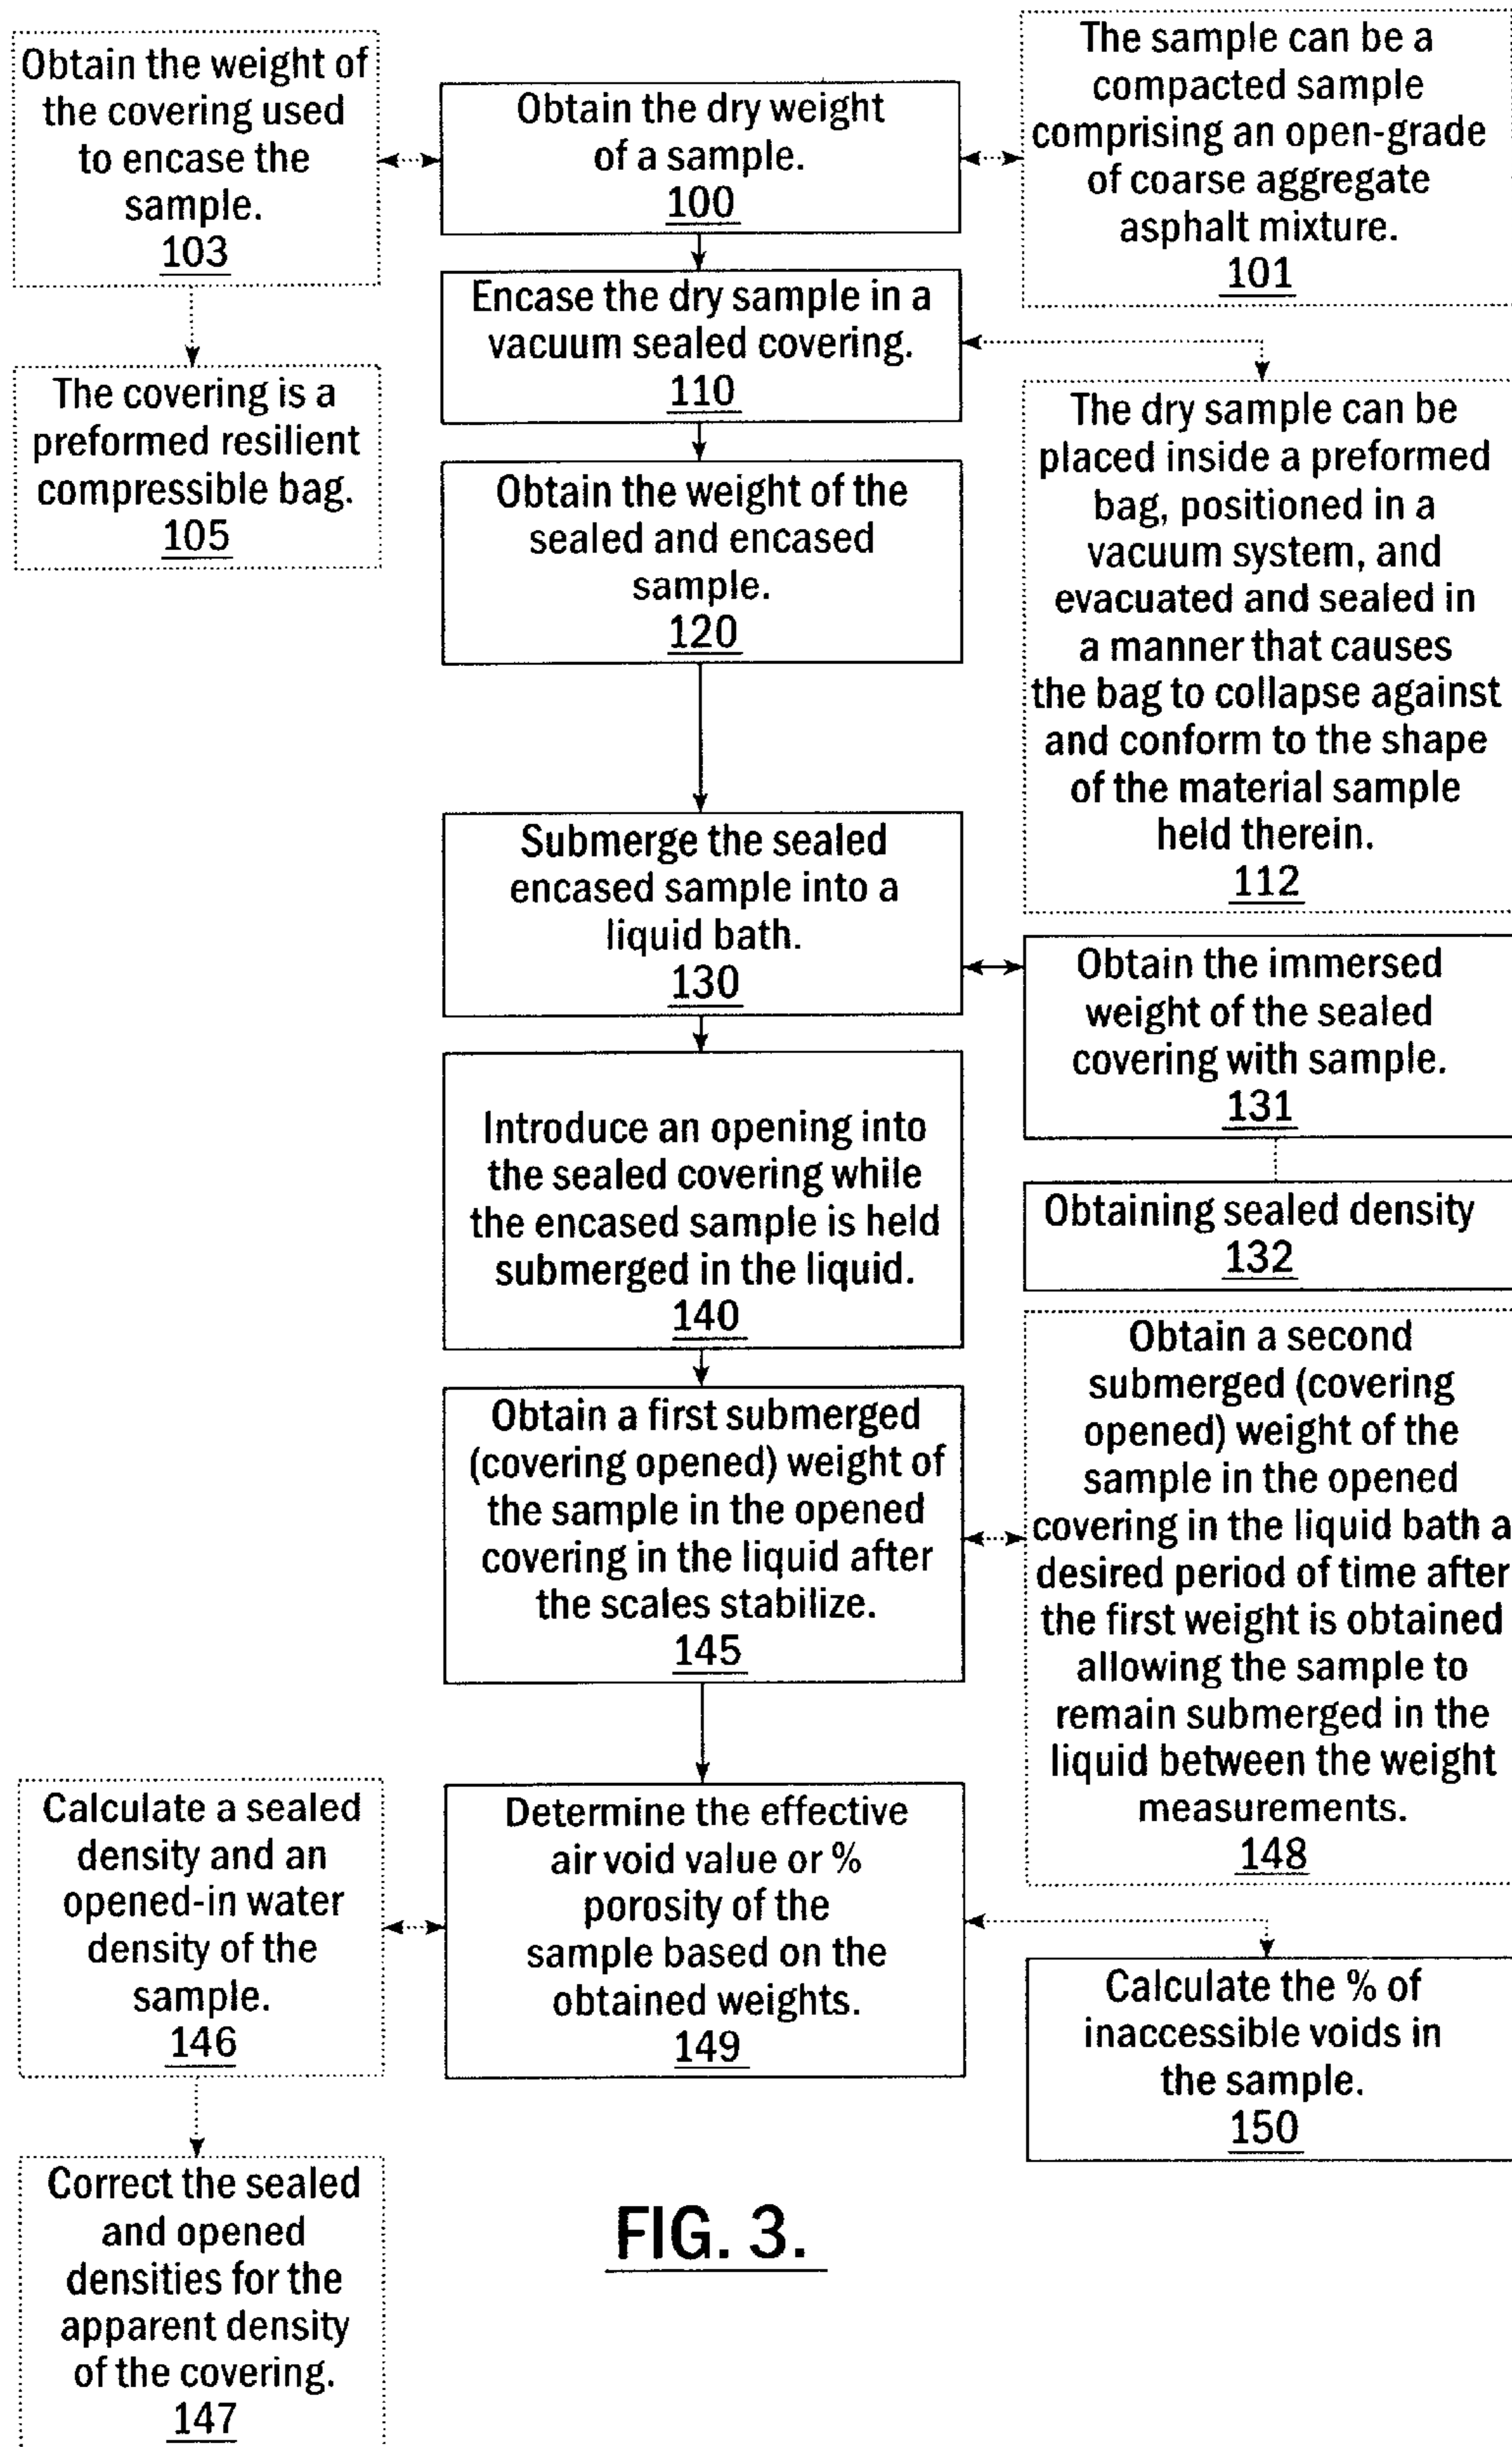 Obtain the weight of
the covering used
to encase the
sample.
103
The covering is a
preformed resilient
compressible bag.
105
Obtain the dry weight
of a sample.
100
The sample can be a
compacted sample
comprising an open-grade
of coarse aggregate
asphalt mixture.
101
Encase the dry sample in a
vacuum sealed covering.
110
The dry sample can be
placed inside a preformed
bag, positioned in a
vacuum system, and
evacuated and sealed in
a manner that causes
the bag to collapse against
and conform to the shape
of the material sample
held therein.
112
Obtain the weight of the
sealed and encased
sample.
120
Submerge the sealed
encased sample into a
liquid bath.
130
Obtain the immersed
weight of the sealed
covering with sample.
131
Obtaining sealed density
132
Introduce an opening into
the sealed covering while
the encased sample is held
submerged in the liquid.
140
Obtain a first submerged
(covering opened) weight of
the sample in the opened
covering in the liquid after
the scales stabilize.
145
Obtain a second
submerged (covering
opened) weight of the
sample in the opened
covering in the liquid bath a
desired period of time after
the first weight is obtained
allowing the sample to
remain submerged in the
liquid between the weight
measurements.
148
Calculate a sealed
density and an
opened-in water
density of the
sample.
146
Determine the effective
air void value or %
porosity of the
sample based on the
obtained weights.
149
Calculate the % of
inaccessible voids in
the sample.
150
Correct the sealed
and opened
densities for the
apparent density
of the covering.
147
FIG. 3.